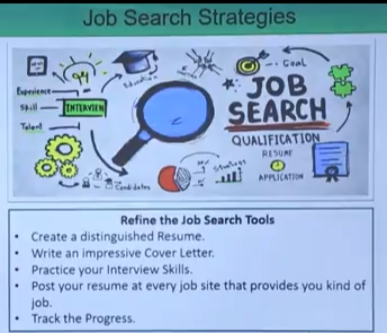 Job Search Strategies
Goal
Education
Experience
Skill
INTERVIEW
Talent
JOB
SEARCH
QUALIFICATION
RESUME
APPLICATION
Strategy
Candidates
Refine the Job Search Tools
• Create a distinguished Resume.
• Write an impressive Cover Letter.
• Practice your Interview Skills.
• Post your resume at every job site that provides you kind of
job.
• Track the Progress.